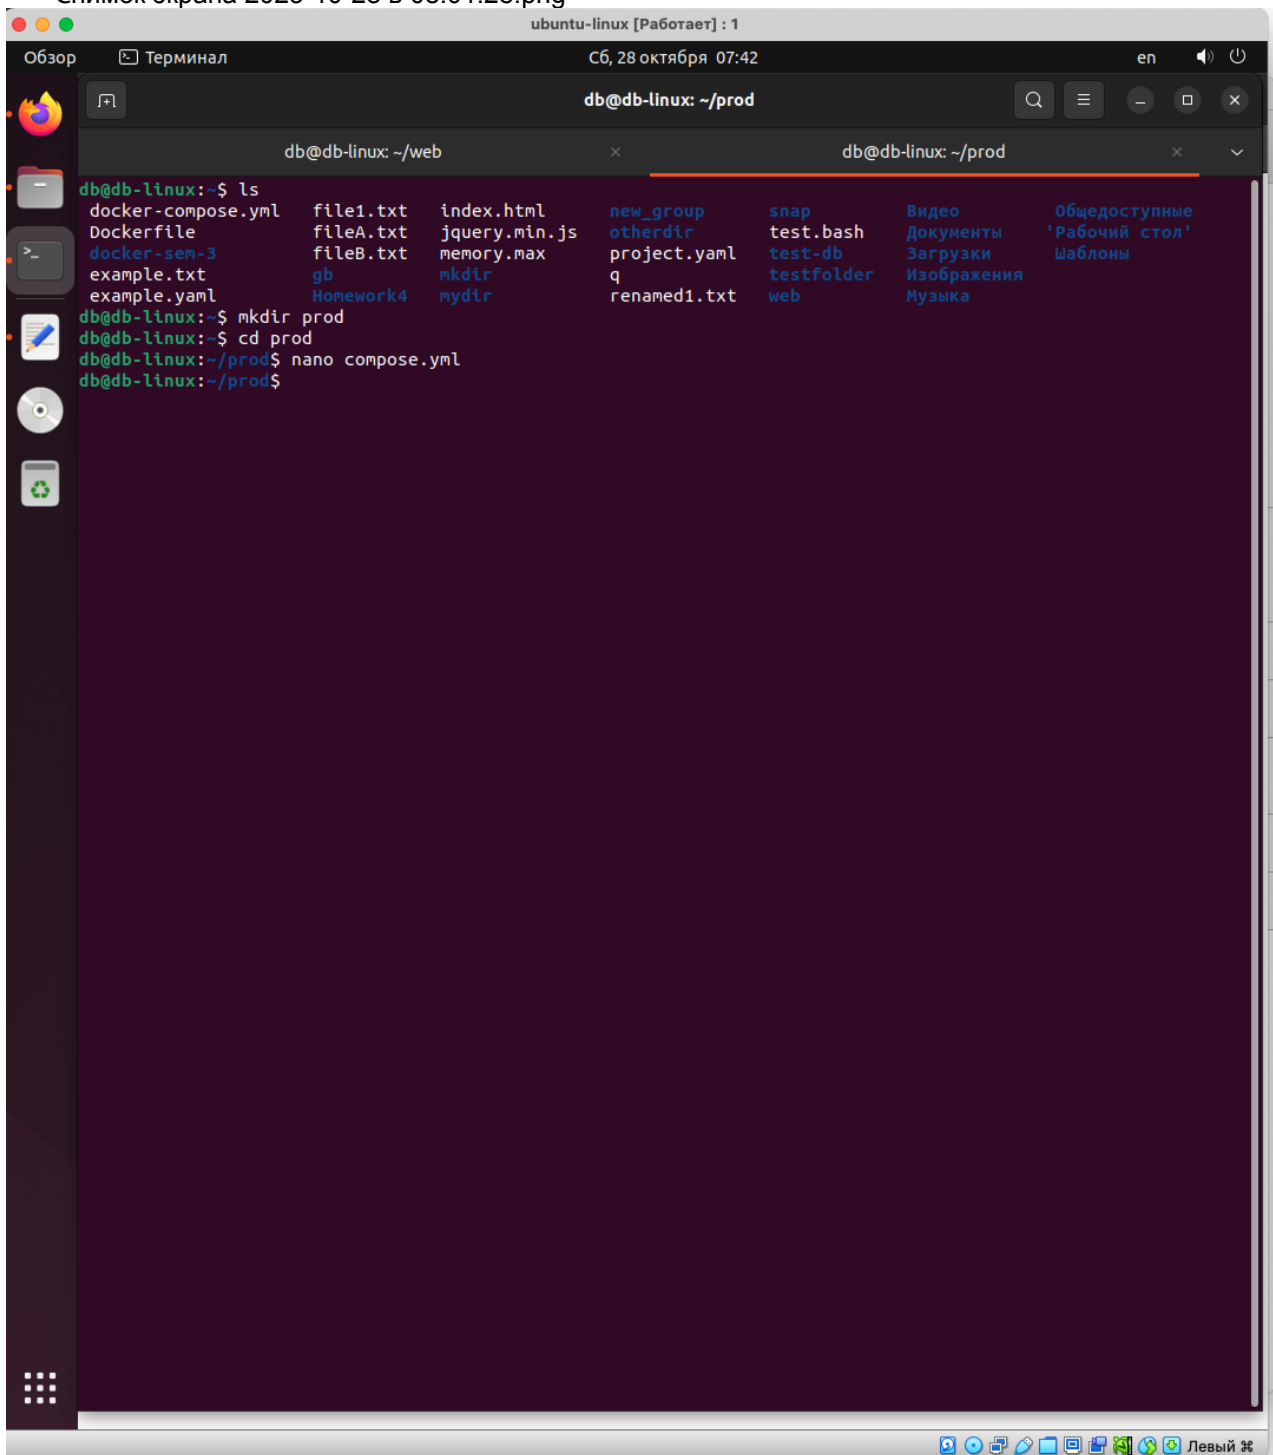 ubuntu-linux [Работает] : 1
Обзор Терминал Сб, 28 октября 07:42 en
db@db-linux: ~/prod
db@db-linux: ~/web db@db-linux: ~/prod
db@db-linux:~$ ls
docker-compose.yml file1.txt index.html new_group snap Видео Общедоступные
Dockerfile fileA.txt jquery.min.js otherdir test.bash Документы 'Рабочий стол'
docker-sem-3 fileB.txt memory.max project.yaml test-db Загрузки Шаблоны
example.txt gb mkdir q testfolder Изображения
example.yaml Homework4 mydir renamed1.txt web Музыка
db@db-linux:~$ mkdir prod
db@db-linux:~$ cd prod
db@db-linux:~/prod$ nano compose.yml
db@db-linux:~/prod$
Левый ⌘